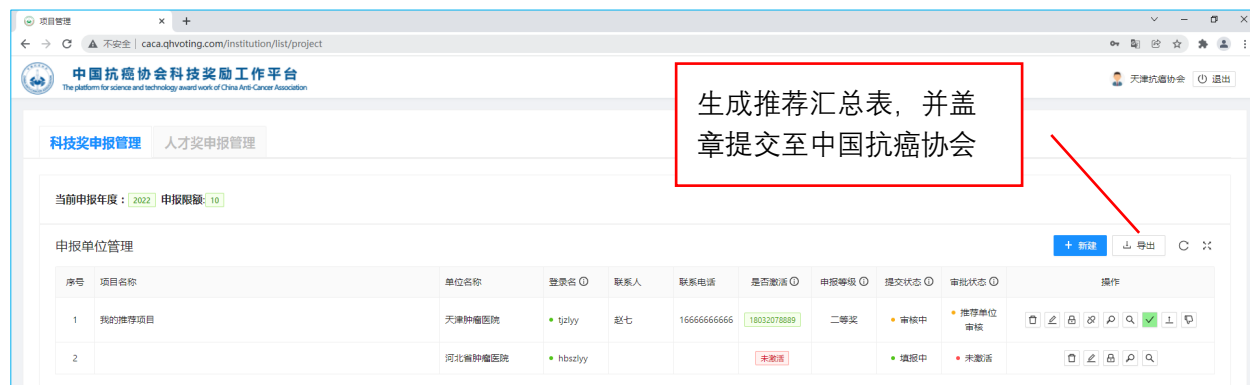 项目管理
不安全 | caca.qhvoting.com/institution/list/project
中国抗癌协会科技奖励工作平台
The platform for science and technology award work of China Anti-Cancer Association
天津抗癌协会 退出
生成推荐汇总表，并盖
章提交至中国抗癌协会
科技奖申报管理 人才奖申报管理
当前申报年度： 2022 申报限额: 10
申报单位管理
+ 新建 导出
序号 项目名称 单位名称 登录名 联系人 联系电话 是否激活 申报等级 提交状态 审批状态 操作
1 我的推荐项目 天津肿瘤医院 tjzlyy 赵七 16666666666 18032078889 二等奖 审核中 推荐单位
审核
2 河北省肿瘤医院 hbszlyy 未激活 填报中 未激活